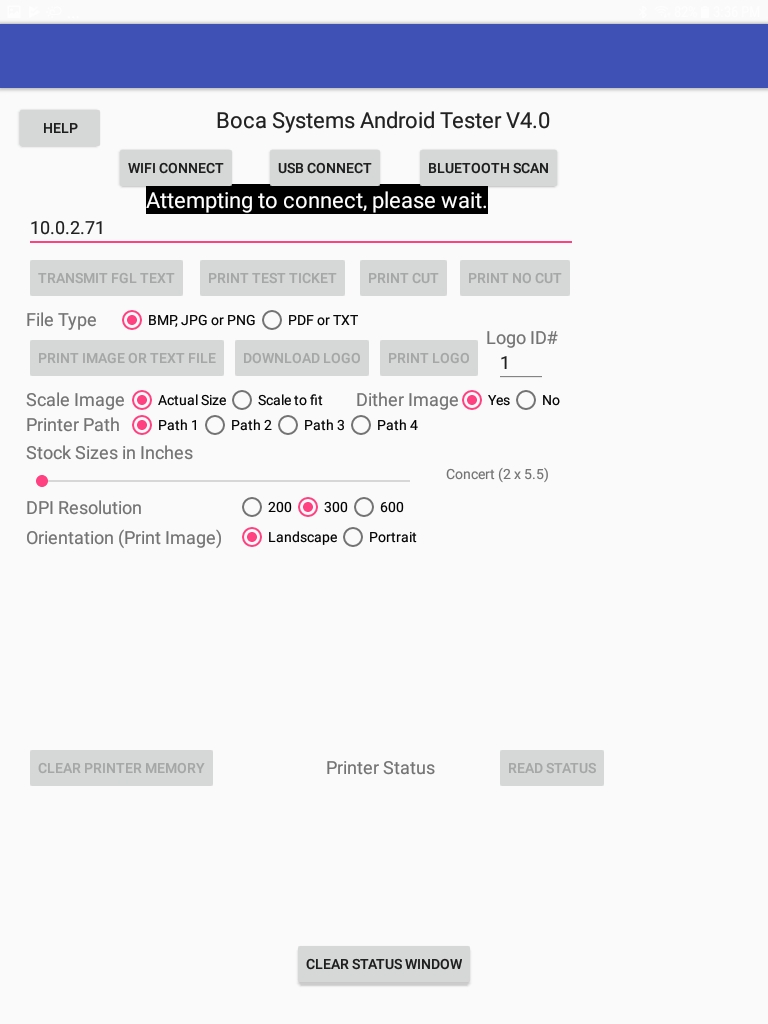 HELP
Boca Systems Android Tester V4.0
WIFI CONNECT
USB CONNECT
BLUETOOTH SCAN
Attempting to connect, please wait.
10.0.2.71
TRANSMIT FGL TEXT
PRINT TEST TICKET
PRINT CUT
PRINT NO CUT
File Type
BMP, JPG or PNG
PDF or TXT
Logo ID#
PRINT IMAGE OR TEXT FILE
DOWNLOAD LOGO
PRINT LOGO
1
Scale Image
Actual Size
Scale to fit
Dither Image
Yes
No
Printer Path
Path 1
Path 2
Path 3
Path 4
Stock Sizes in Inches
Concert (2 x 5.5)
DPI Resolution
200
300
600
Orientation (Print Image)
Landscape
Portrait
CLEAR PRINTER MEMORY
Printer Status
READ STATUS
CLEAR STATUS WINDOW